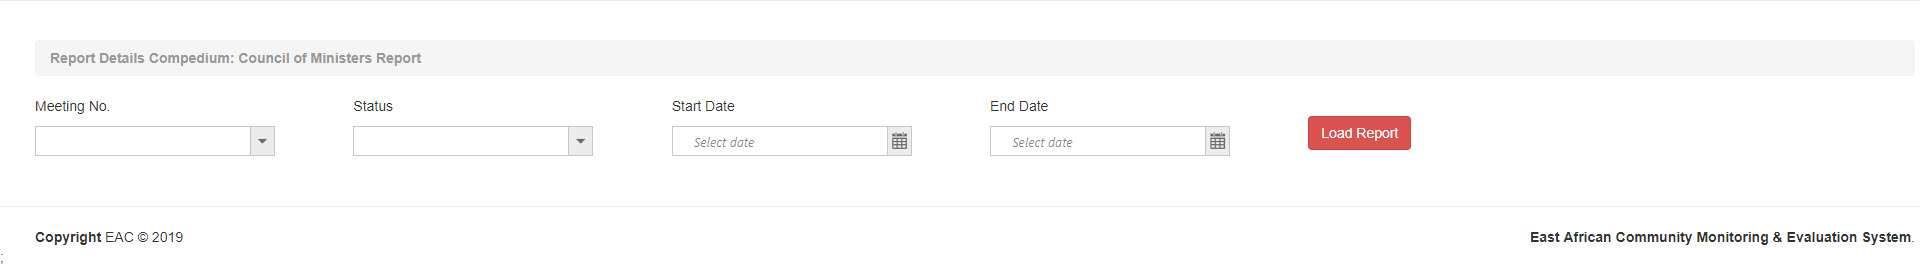 Report Details Compedium: Council of Ministers Report
Meeting No.
Status
Start Date
End Date
Select date
Select date
Load Report
Copyright EAC © 2019
East African Community Monitoring & Evaluation System.
;